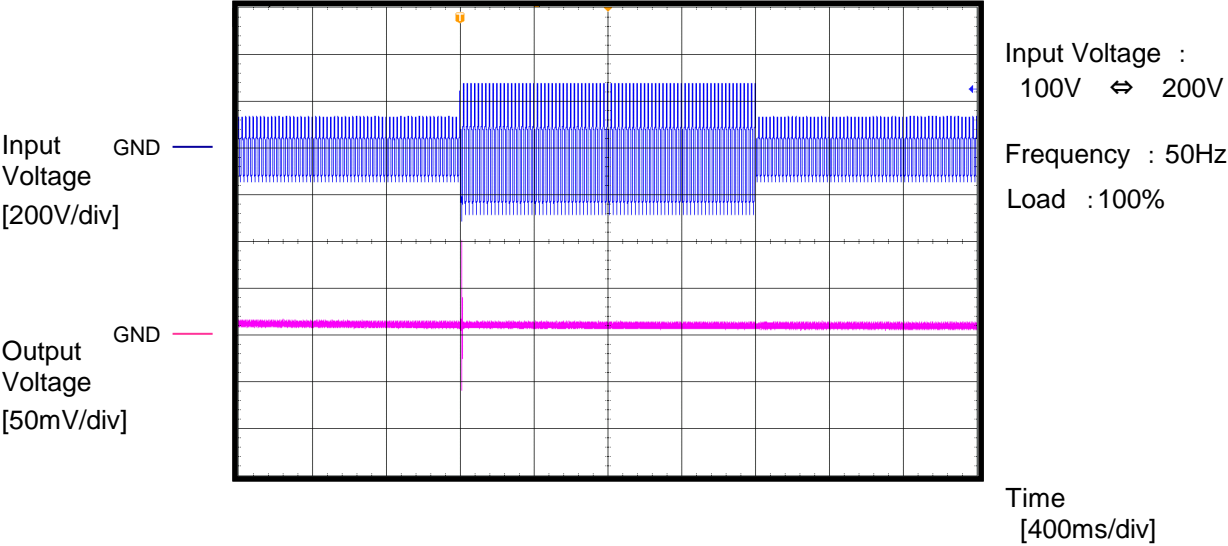 T
Input Voltage :
100V ⇔ 200V
Input GND
Voltage
[200V/div]
Frequency : 50Hz
Load :100%
GND
Output
Voltage
[50mV/div]
Time
[400ms/div]